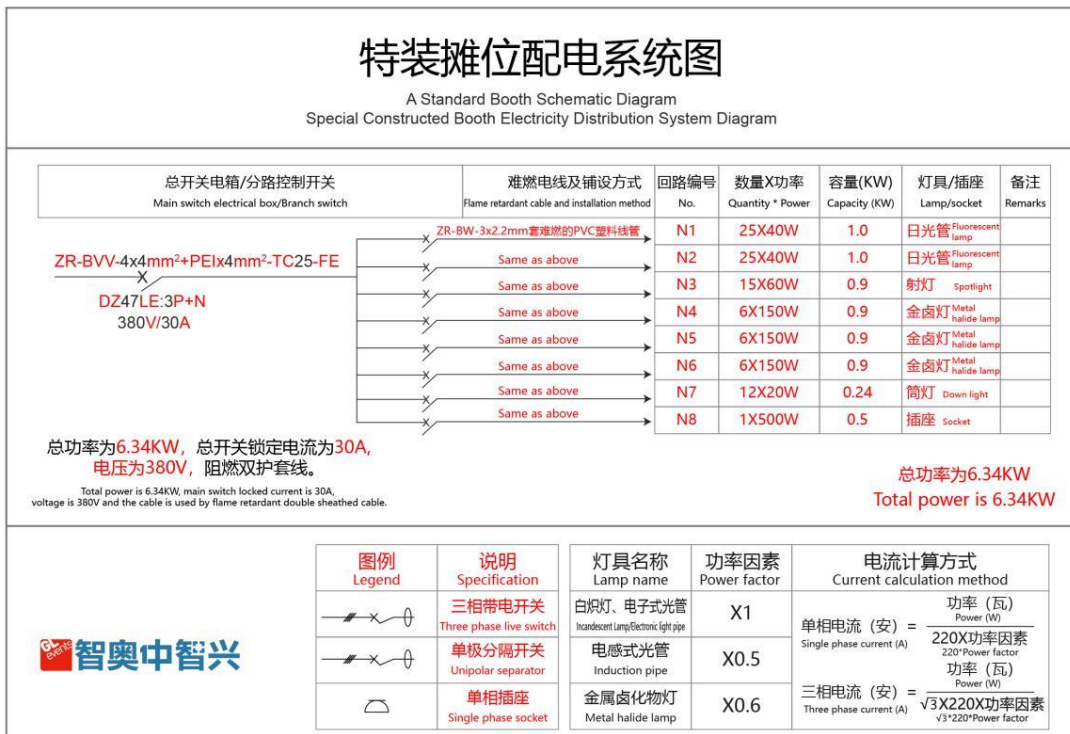 特装摊位配电系统图
A Standard Booth Schematic Diagram
Special Constructed Booth Electricity Distribution System Diagram
总开关电箱/分路控制开关 难燃电线及铺设方式 回路编号 数量X功率 容量(KW) 灯具/插座 备注
Main switch electrical box/Branch switch Flame retardant cable and installation method No. Quantity * Power Capacity (KW) Lamp/socket Remarks
ZR-BW-3x2.2mm套难燃的PVC塑料线管 N1 25X40W 1.0 日光管 Fluorescent lamp
ZR-BVV-4x4mm²+PEIx4mm²-TC25-FE
Same as above N2 25X40W 1.0 日光管 Fluorescent lamp
Same as above N3 15X60W 0.9 射灯 Spotlight
DZ47LE:3P+N
380V/30A
Same as above N4 6X150W 0.9 金卤灯 Metal halide lamp
Same as above N5 6X150W 0.9 金卤灯 Metal halide lamp
Same as above N6 6X150W 0.9 金卤灯 Metal halide lamp
Same as above N7 12X20W 0.24 筒灯 Down light
Same as above N8 1X500W 0.5 插座 Socket
总功率为6.34KW，总开关锁定电流为30A,
电压为380V，阻燃双护套线。
Total power is 6.34KW, main switch locked current is 30A,
voltage is 380V and the cable is used by flame retardant double sheathed cable.
总功率为6.34KW
Total power is 6.34KW
GL events 智奥中智兴
图例 说明
Legend Specification
三相带电开关
Three phase live switch
单极分隔开关
Unipolar separator
单相插座
Single phase socket
灯具名称 功率因素
Lamp name Power factor
白炽灯、电子式光管 X1
Incandescent Lamp/Electronic light pipe
电感式光管 X0.5
Induction pipe
金属卤化物灯 X0.6
Metal halide lamp
电流计算方式
Current calculation method
功率（瓦）
Power (W)
单相电流（安）=
Single phase current (A)
220X功率因素
220*Power factor
功率（瓦）
Power (W)
三相电流（安）=
Three phase current (A)
√3X220X功率因素
√3*220*Power factor